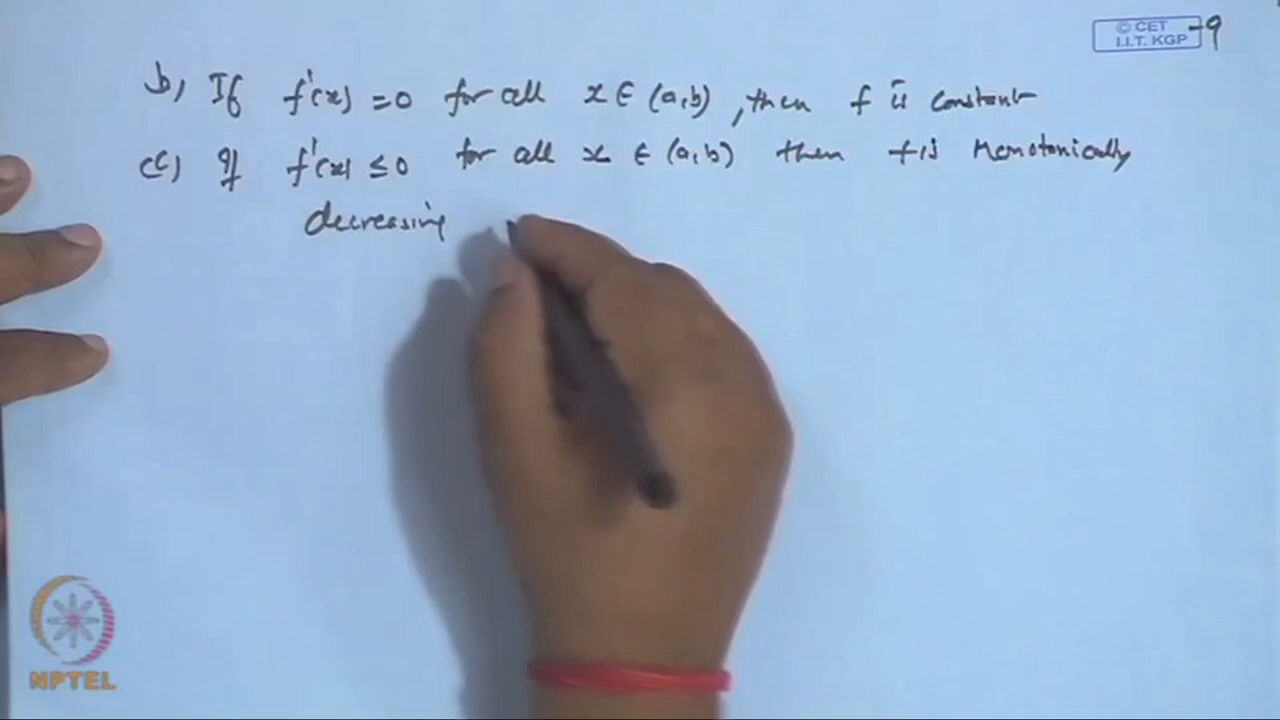 © CET
I.I.T. KGP
-9
b) If f'(x) = 0 for all x ∈ (a,b), then f is constant
(c) If f'(x) ≤ 0 for all x ∈ (a,b) then f is Monotonically
decreasing
NPTEL